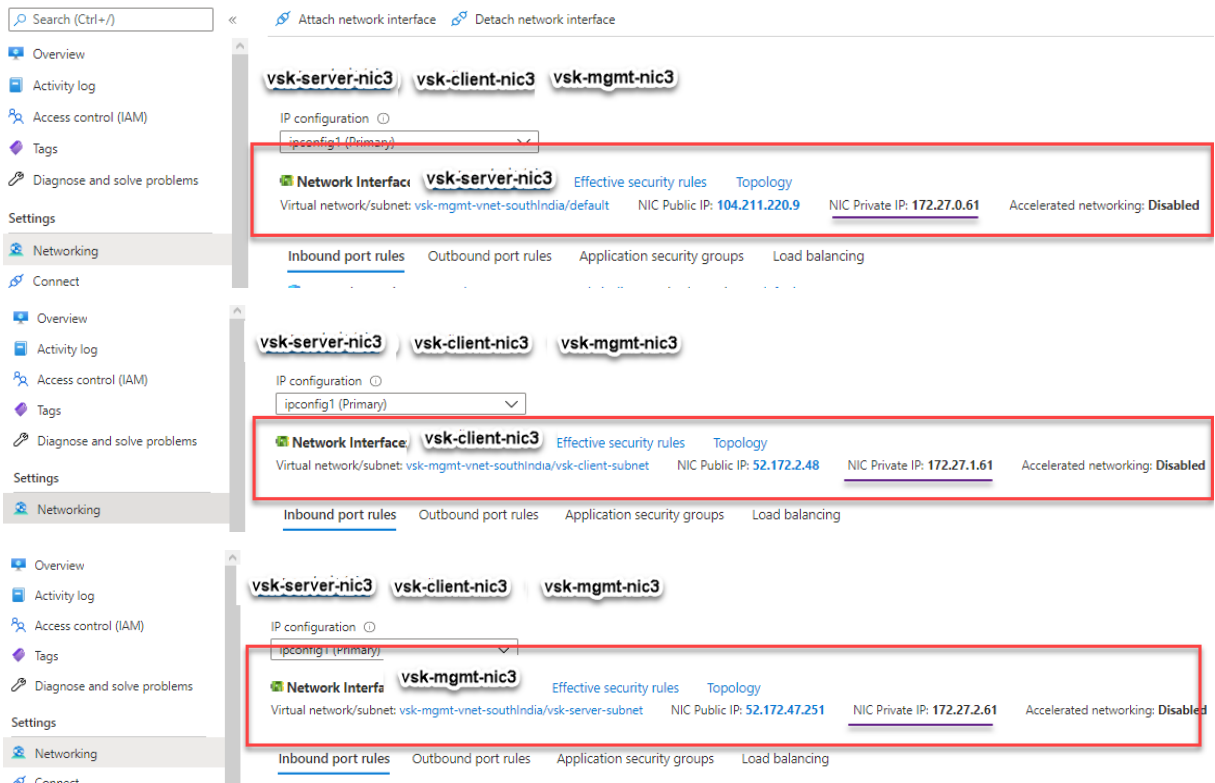 Search (Ctrl+/)
«
Attach network interface
Detach network interface
Overview
Activity log
Access control (IAM)
Tags
Diagnose and solve problems
Settings
Networking
Connect
vsk-server-nic3
vsk-client-nic3
vsk-mgmt-nic3
IP configuration
ipconfig1 (Primary)
Network Interface vsk-server-nic3 Effective security rules Topology
Virtual network/subnet: vsk-mgmt-vnet-southIndia/default NIC Public IP: 104.211.220.9 NIC Private IP: 172.27.0.61 Accelerated networking: Disabled
Inbound port rules Outbound port rules Application security groups Load balancing
Overview
Activity log
Access control (IAM)
Tags
Diagnose and solve problems
Settings
Networking
vsk-server-nic3
vsk-client-nic3
vsk-mgmt-nic3
IP configuration
ipconfig1 (Primary)
Network Interface: vsk-client-nic3 Effective security rules Topology
Virtual network/subnet: vsk-mgmt-vnet-southIndia/vsk-client-subnet NIC Public IP: 52.172.2.48 NIC Private IP: 172.27.1.61 Accelerated networking: Disabled
Inbound port rules Outbound port rules Application security groups Load balancing
Overview
Activity log
Access control (IAM)
Tags
Diagnose and solve problems
Settings
Networking
Connect
vsk-server-nic3
vsk-client-nic3
vsk-mgmt-nic3
IP configuration
ipconfig1 (Primary)
Network Interfa vsk-mgmt-nic3 Effective security rules Topology
Virtual network/subnet: vsk-mgmt-vnet-southIndia/vsk-server-subnet NIC Public IP: 52.172.47.251 NIC Private IP: 172.27.2.61 Accelerated networking: Disabled
Inbound port rules Outbound port rules Application security groups Load balancing